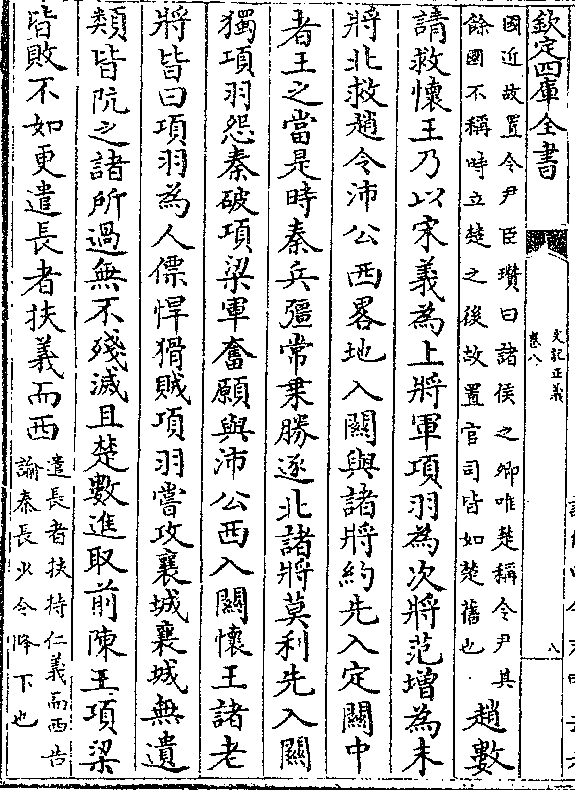 欽定四庫全書
史記正義
卷八
八
國近故置令尹臣瓚曰諸侯之卿唯楚稱令尹其
餘國不稱時立楚之後故置官司皆如楚舊也
趙數
請救懷王乃以宋義為上將軍項羽為次將范增為末
將北救趙令沛公西畧地入關與諸將約先入定關中
者王之當是時秦兵彊常乗勝逐北諸將莫利先入關
獨項羽怨秦破項梁軍奮願與沛公西入關懷王諸老
將皆曰項羽為人僄悍猾賊項羽嘗攻襄城襄城無遺
類皆阬之諸所過無不殘滅且楚數進取前陳王項梁
皆敗不如更遣長者扶義而西
遣長者扶持仁義而西告
諭秦長少令降下也